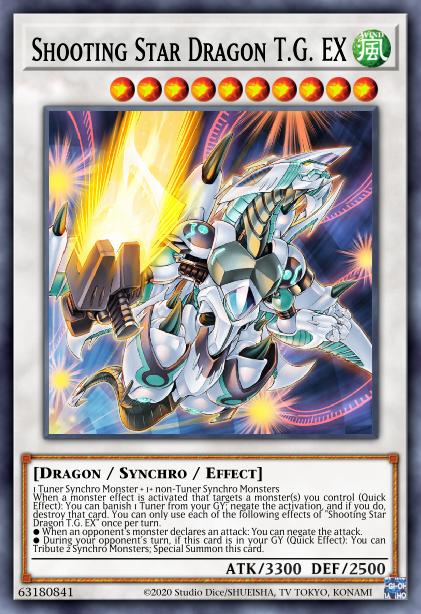 SHOOTING STAR DRAGON T.G. EX
WIND
風
[DRAGON / SYNCHRO / EFFECT]
1 Tuner Synchro Monster + 1+ non-Tuner Synchro Monsters
When a monster effect is activated that targets a monster(s) you control (Quick
Effect): You can banish 1 Tuner from your GY; negate the activation, and if you do,
destroy that card. You can only use each of the following effects of "Shooting Star
Dragon T.G. EX" once per turn.
● When an opponent's monster declares an attack: You can negate the attack.
● During your opponent's turn, if this card is in your GY (Quick Effect): You can
Tribute 2 Synchro Monsters; Special Summon this card.
ATK/3300 DEF/2500
63180841
©2020 Studio Dice/SHUEISHA, TV TOKYO, KONAMI